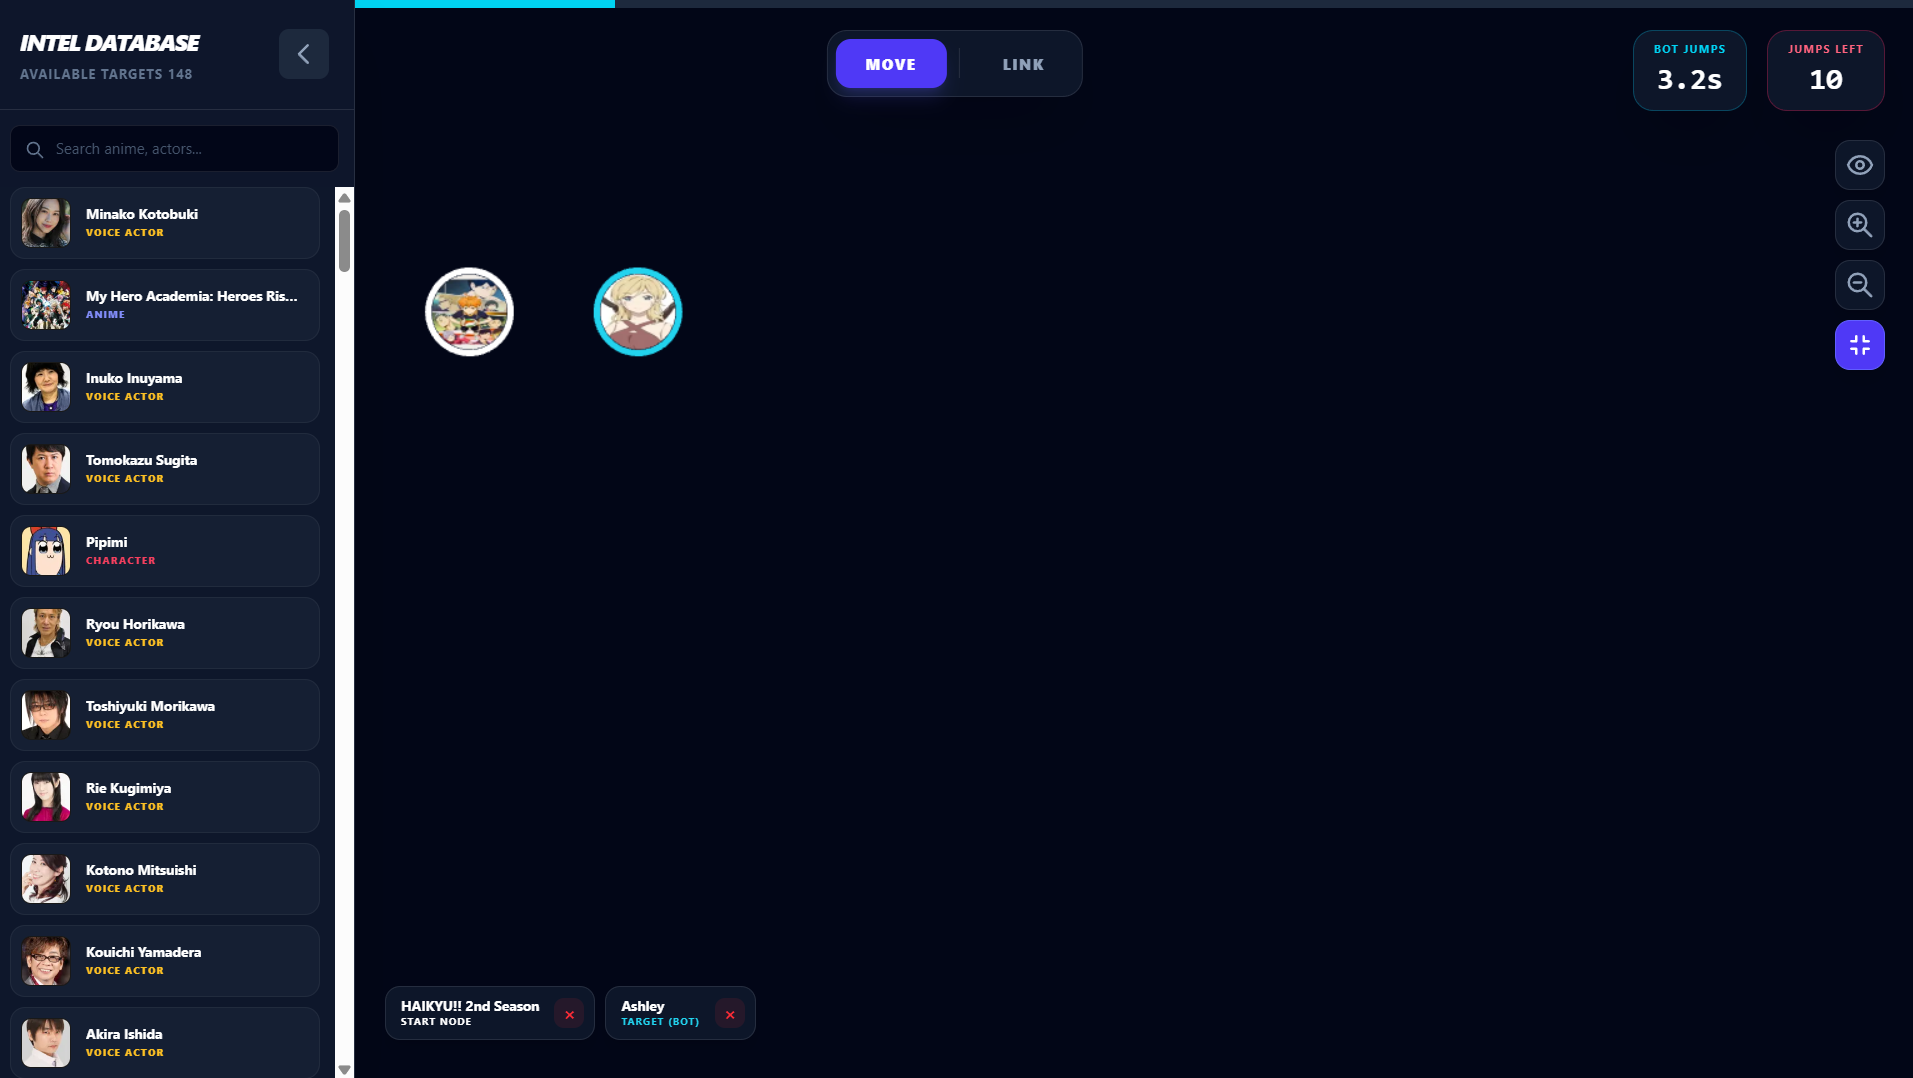 INTEL DATABASE
AVAILABLE TARGETS 148
Search anime, actors...
Minako Kotobuki
VOICE ACTOR
My Hero Academia: Heroes Ris...
ANIME
Inuko Inuyama
VOICE ACTOR
Tomokazu Sugita
VOICE ACTOR
Pipimi
CHARACTER
Ryou Horikawa
VOICE ACTOR
Toshiyuki Morikawa
VOICE ACTOR
Rie Kugimiya
VOICE ACTOR
Kotono Mitsuishi
VOICE ACTOR
Kouichi Yamadera
VOICE ACTOR
Akira Ishida
VOICE ACTOR
MOVE
LINK
BOT JUMPS
3.2s
JUMPS LEFT
10
HAIKYU!! 2nd Season
START NODE
Ashley
TARGET (BOT)